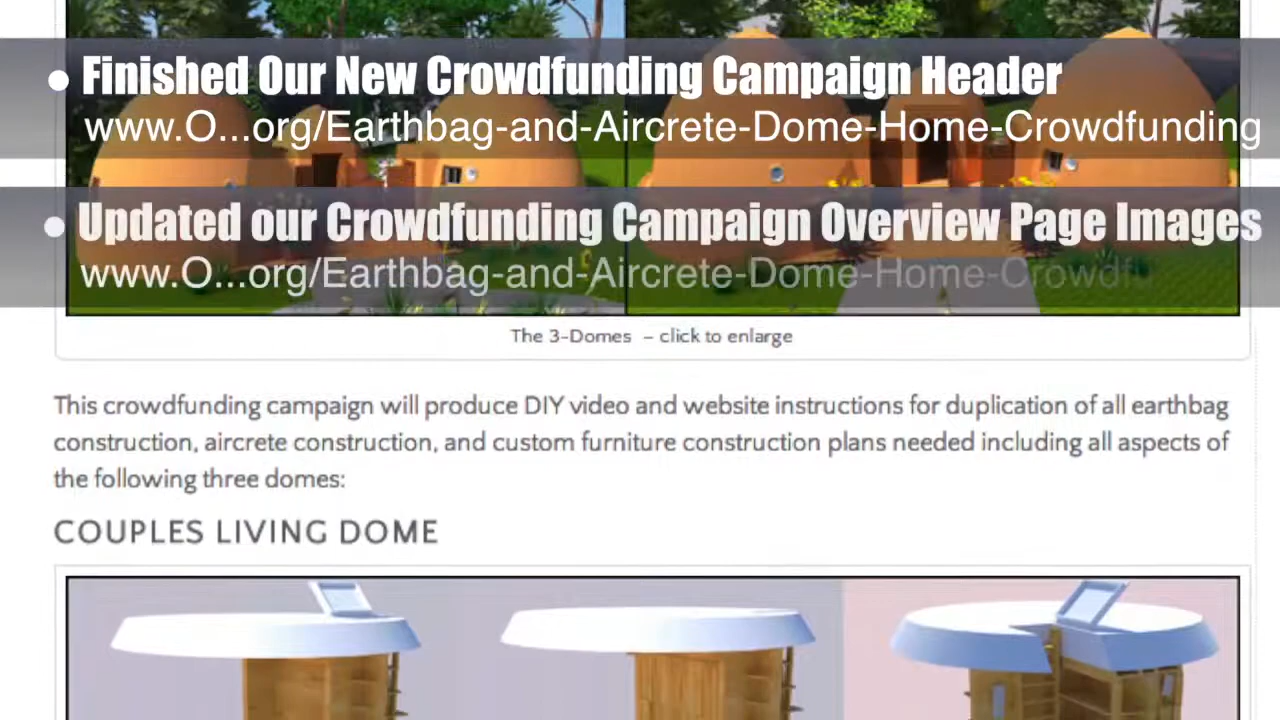 • Finished Our New Crowdfunding Campaign Header
www.O...org/Earthbag-and-Aircrete-Dome-Home-Crowdfunding
• Updated our Crowdfunding Campaign Overview Page Images
www.O...org/Earthbag-and-Aircrete-Dome-Home-Crowdfu
The 3-Domes – click to enlarge
This crowdfunding campaign will produce DIY video and website instructions for duplication of all earthbag
construction, aircrete construction, and custom furniture construction plans needed including all aspects of
the following three domes:
COUPLES LIVING DOME